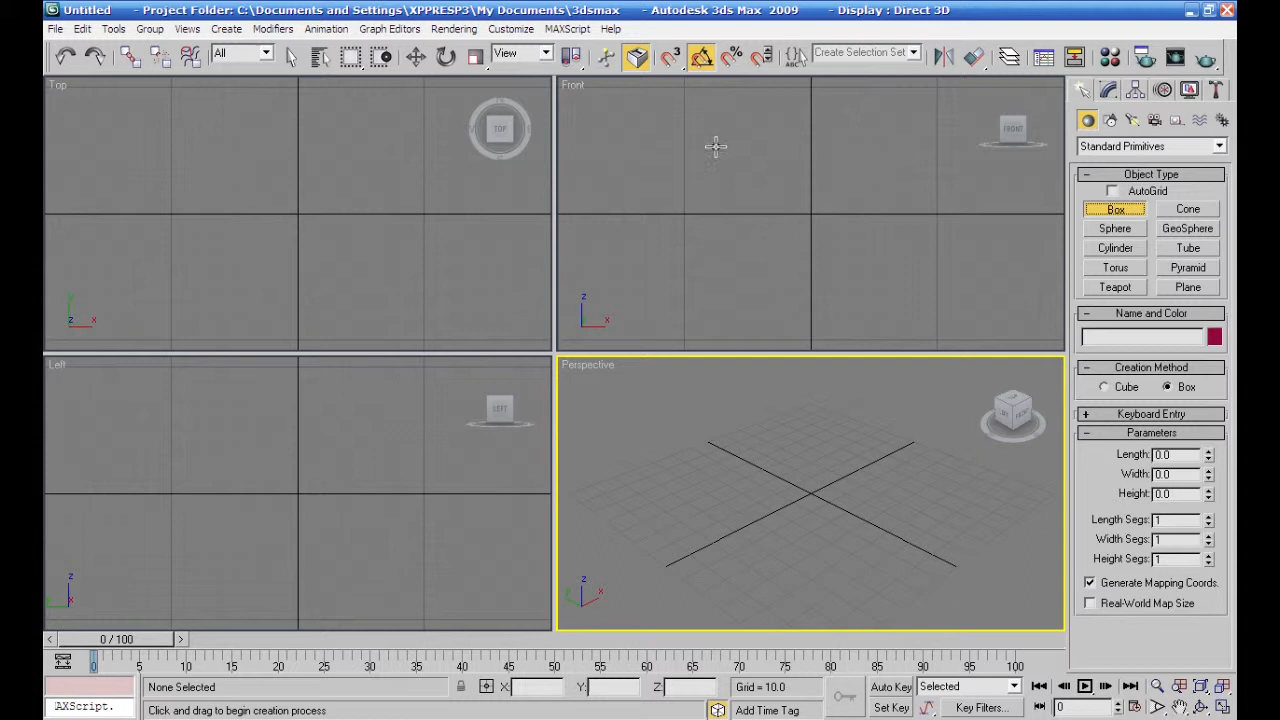 Untitled - Project Folder: C:\Documents and Settings\XPPRESP3\My Documents\3dsmax - Autodesk 3ds Max 2009 - Display : Direct 3D
File Edit Tools Group Views Create Modifiers Animation Graph Editors Rendering Customize MAXScript Help
All View 3 % ABC Create Selection Set
Top Front
TOP FRONT
Standard Primitives
Object Type
AutoGrid
Box Cone
Sphere GeoSphere
Cylinder Tube
Torus Pyramid
Teapot Plane
y z
z x x
Name and Color
Left Perspective
Creation Method
Cube Box
LEFT FRONT
Keyboard Entry
Parameters
Length: 0.0
Width: 0.0
Height: 0.0
Length Segs: 1
Width Segs: 1
Height Segs: 1
Generate Mapping Coords.
Real-World Map Size
z z
x x
< 0 / 100 >
0 5 10 15 20 25 30 35 40 45 50 55 60 65 70 75 80 85 90 95 100
None Selected X: Y: Z: Grid = 10.0 Auto Key Selected
AXScript. Click and drag to begin creation process Add Time Tag Set Key Key Filters... 0